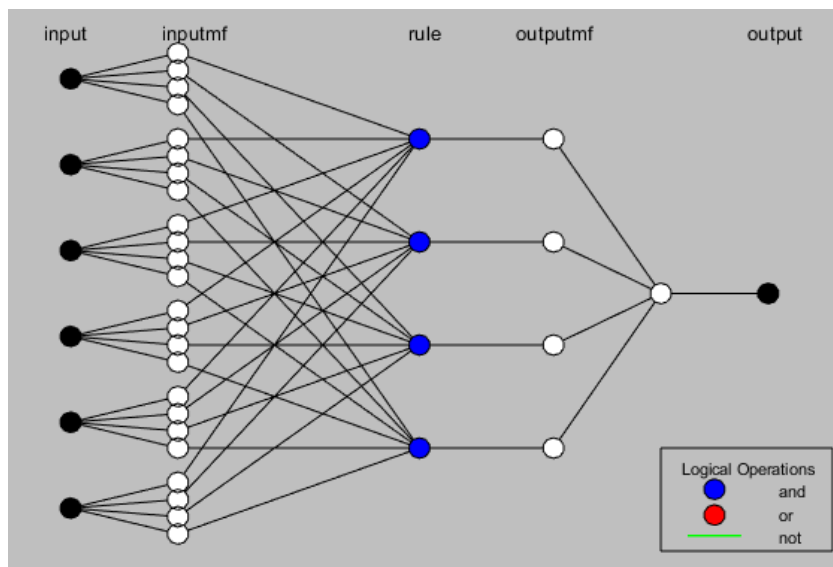 input inputmf rule outputmf output
Logical Operations
and
or
not